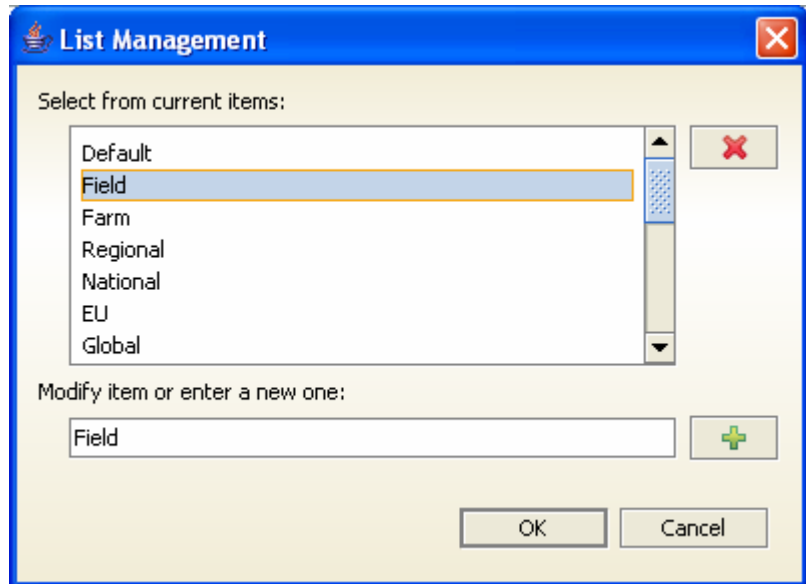 List Management
Select from current items:
Default
Field
Farm
Regional
National
EU
Global
Modify item or enter a new one:
Field
OK
Cancel